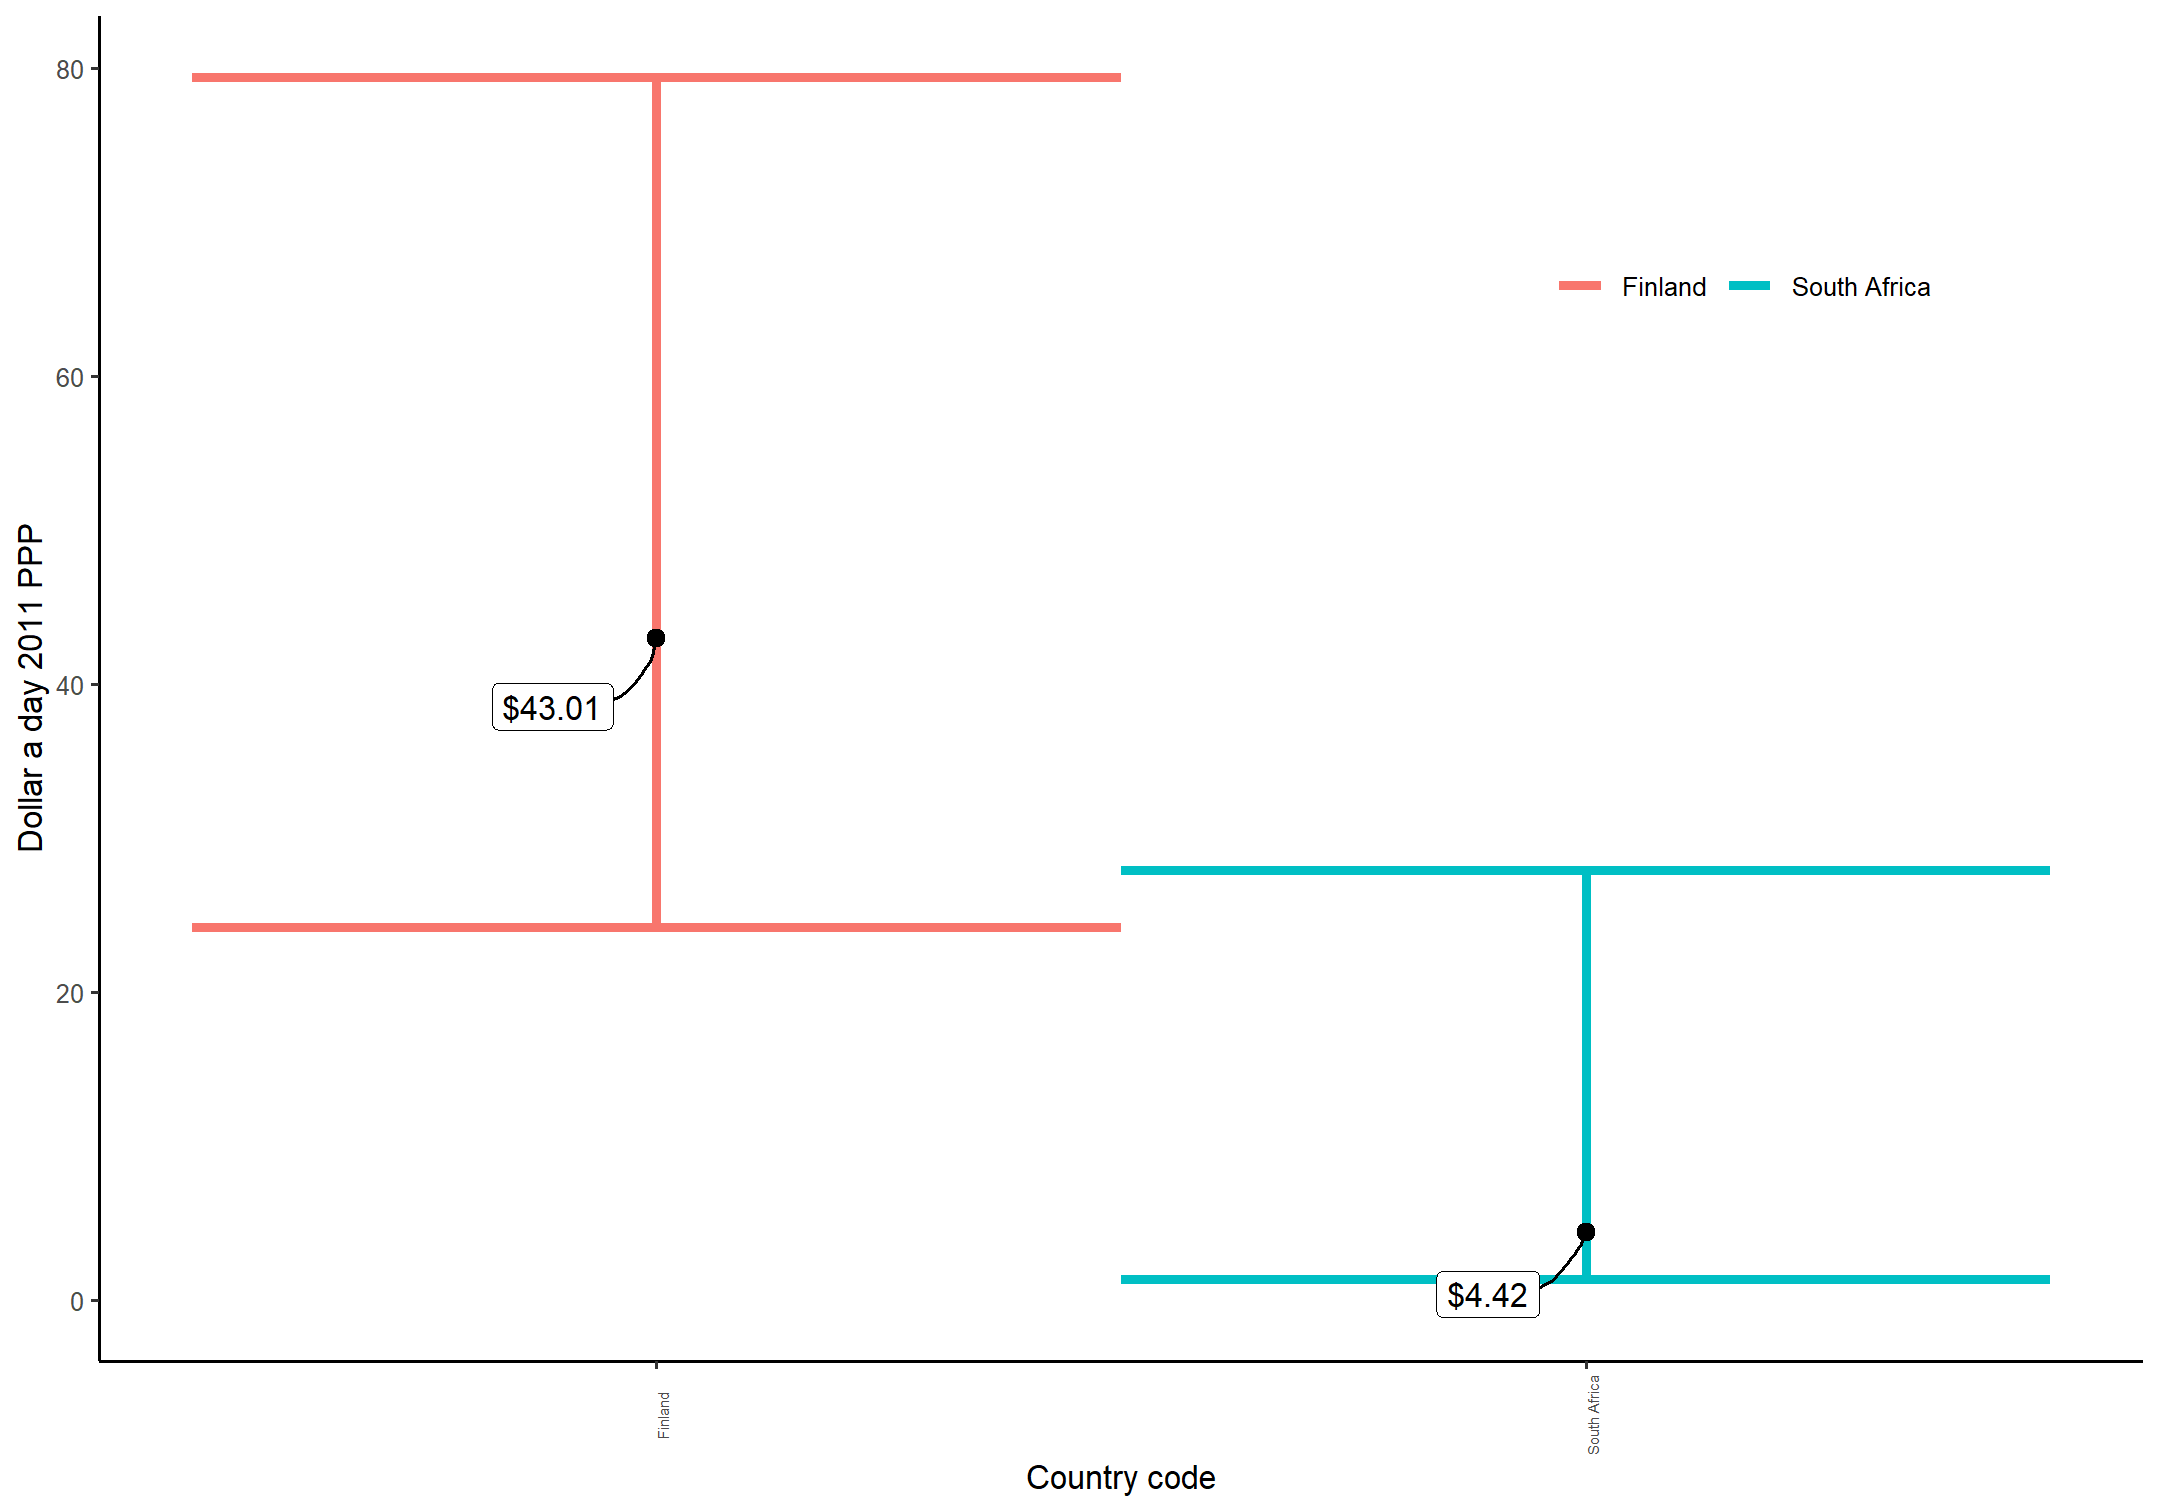 80
60
40
20
0
Dollar a day 2011 PPP
Finland
South Africa
$43.01
$4.42
Finland
South Africa
Country code